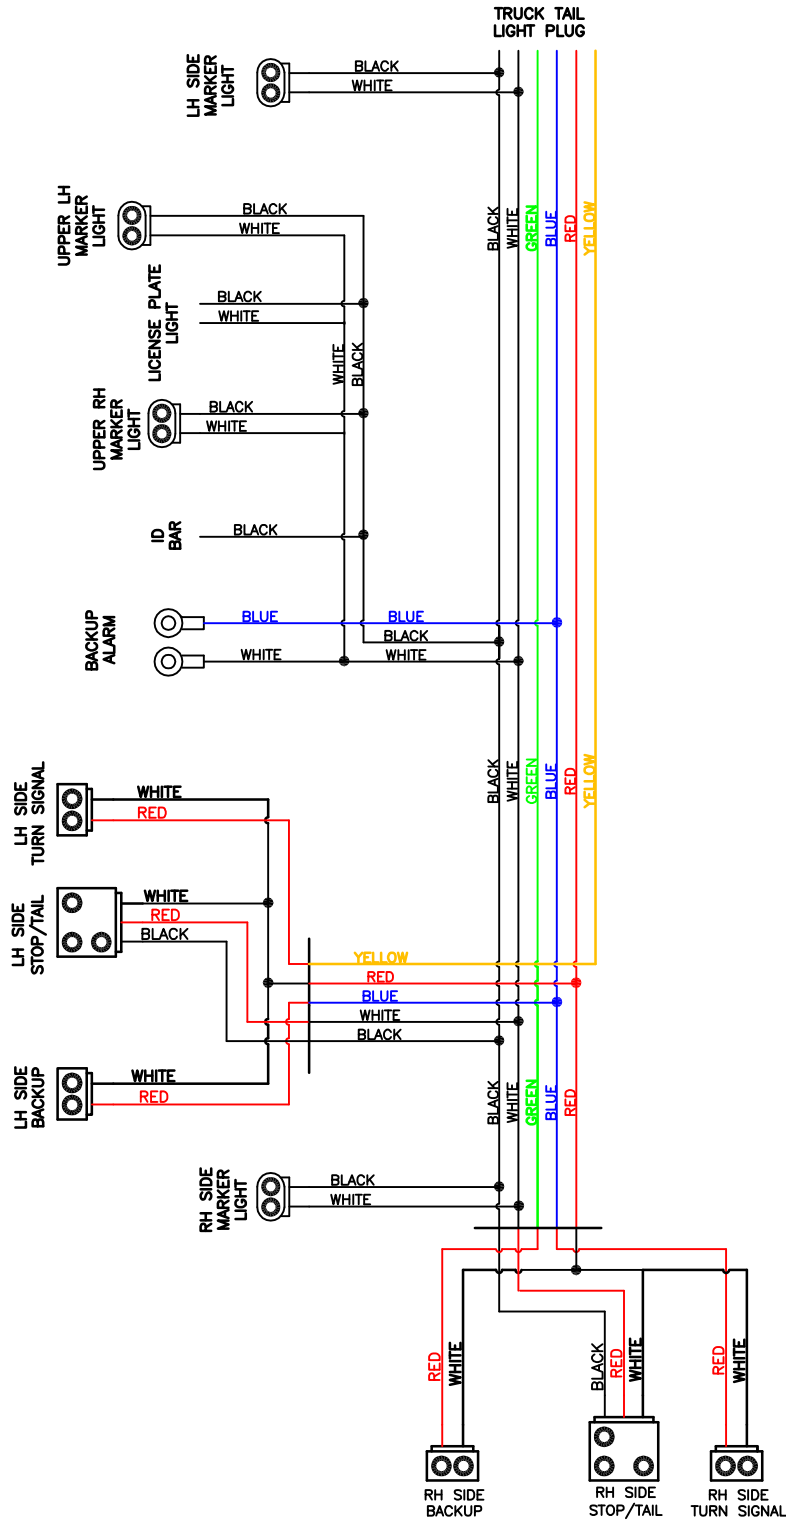 TRUCK TAIL
LIGHT PLUG
LH SIDE
MARKER
LIGHT
BLACK
WHITE
UPPER LH
MARKER
LIGHT
BLACK
WHITE
BLACK
WHITE
GREEN
BLUE
RED
YELLOW
LICENSE PLATE
LIGHT
BLACK
WHITE
WHITE
BLACK
UPPER RH
MARKER
LIGHT
BLACK
WHITE
ID
BAR
BLACK
BACKUP
ALARM
BLUE
BLUE
BLACK
WHITE
WHITE
BLACK
WHITE
GREEN
BLUE
RED
YELLOW
LH SIDE
TURN SIGNAL
WHITE
RED
LH SIDE
STOP/TAIL
WHITE
RED
BLACK
YELLOW
RED
BLUE
WHITE
BLACK
LH SIDE
BACKUP
WHITE
RED
BLACK
WHITE
GREEN
BLUE
RED
RH SIDE
MARKER
LIGHT
BLACK
WHITE
RED
WHITE
BLACK
RED
WHITE
RED
WHITE
RH SIDE
BACKUP
RH SIDE
STOP/TAIL
RH SIDE
TURN SIGNAL